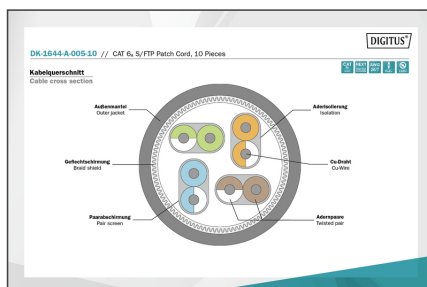 DIGITUS®
DK-1644-A-005-10 // CAT 6A S/FTP Patch Cord, 10 Pieces
Kabelquerschnitt
Cable cross section
Außenmantel
Outer jacket
Aderisolierung
Isolation
Geflechtschirmung
Braid shield
Cu-Draht
Cu-Wire
Paarabschirmung
Pair screen
Adernpaare
Twisted pair